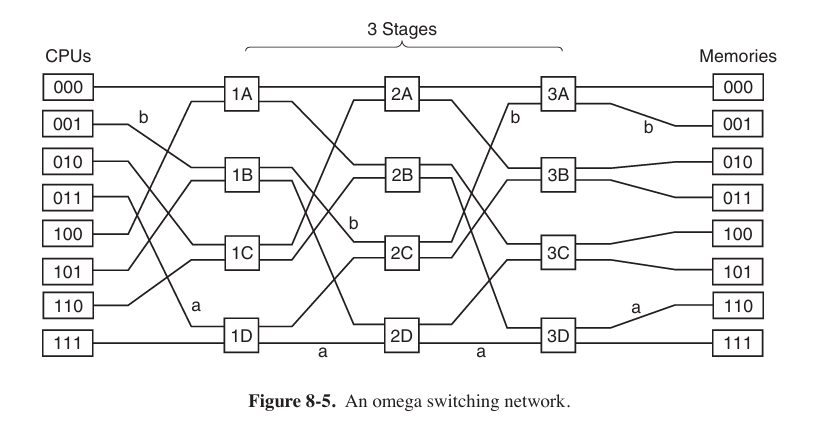 3 Stages
CPUs
Memories
000
1A
2A
3A
000
001
b
b
b
001
010
1B
2B
3B
010
011
011
100
b
100
1C
2C
3C
101
101
110
a
a
110
111
1D
2D
3D
111
a
a
Figure 8-5. An omega switching network.